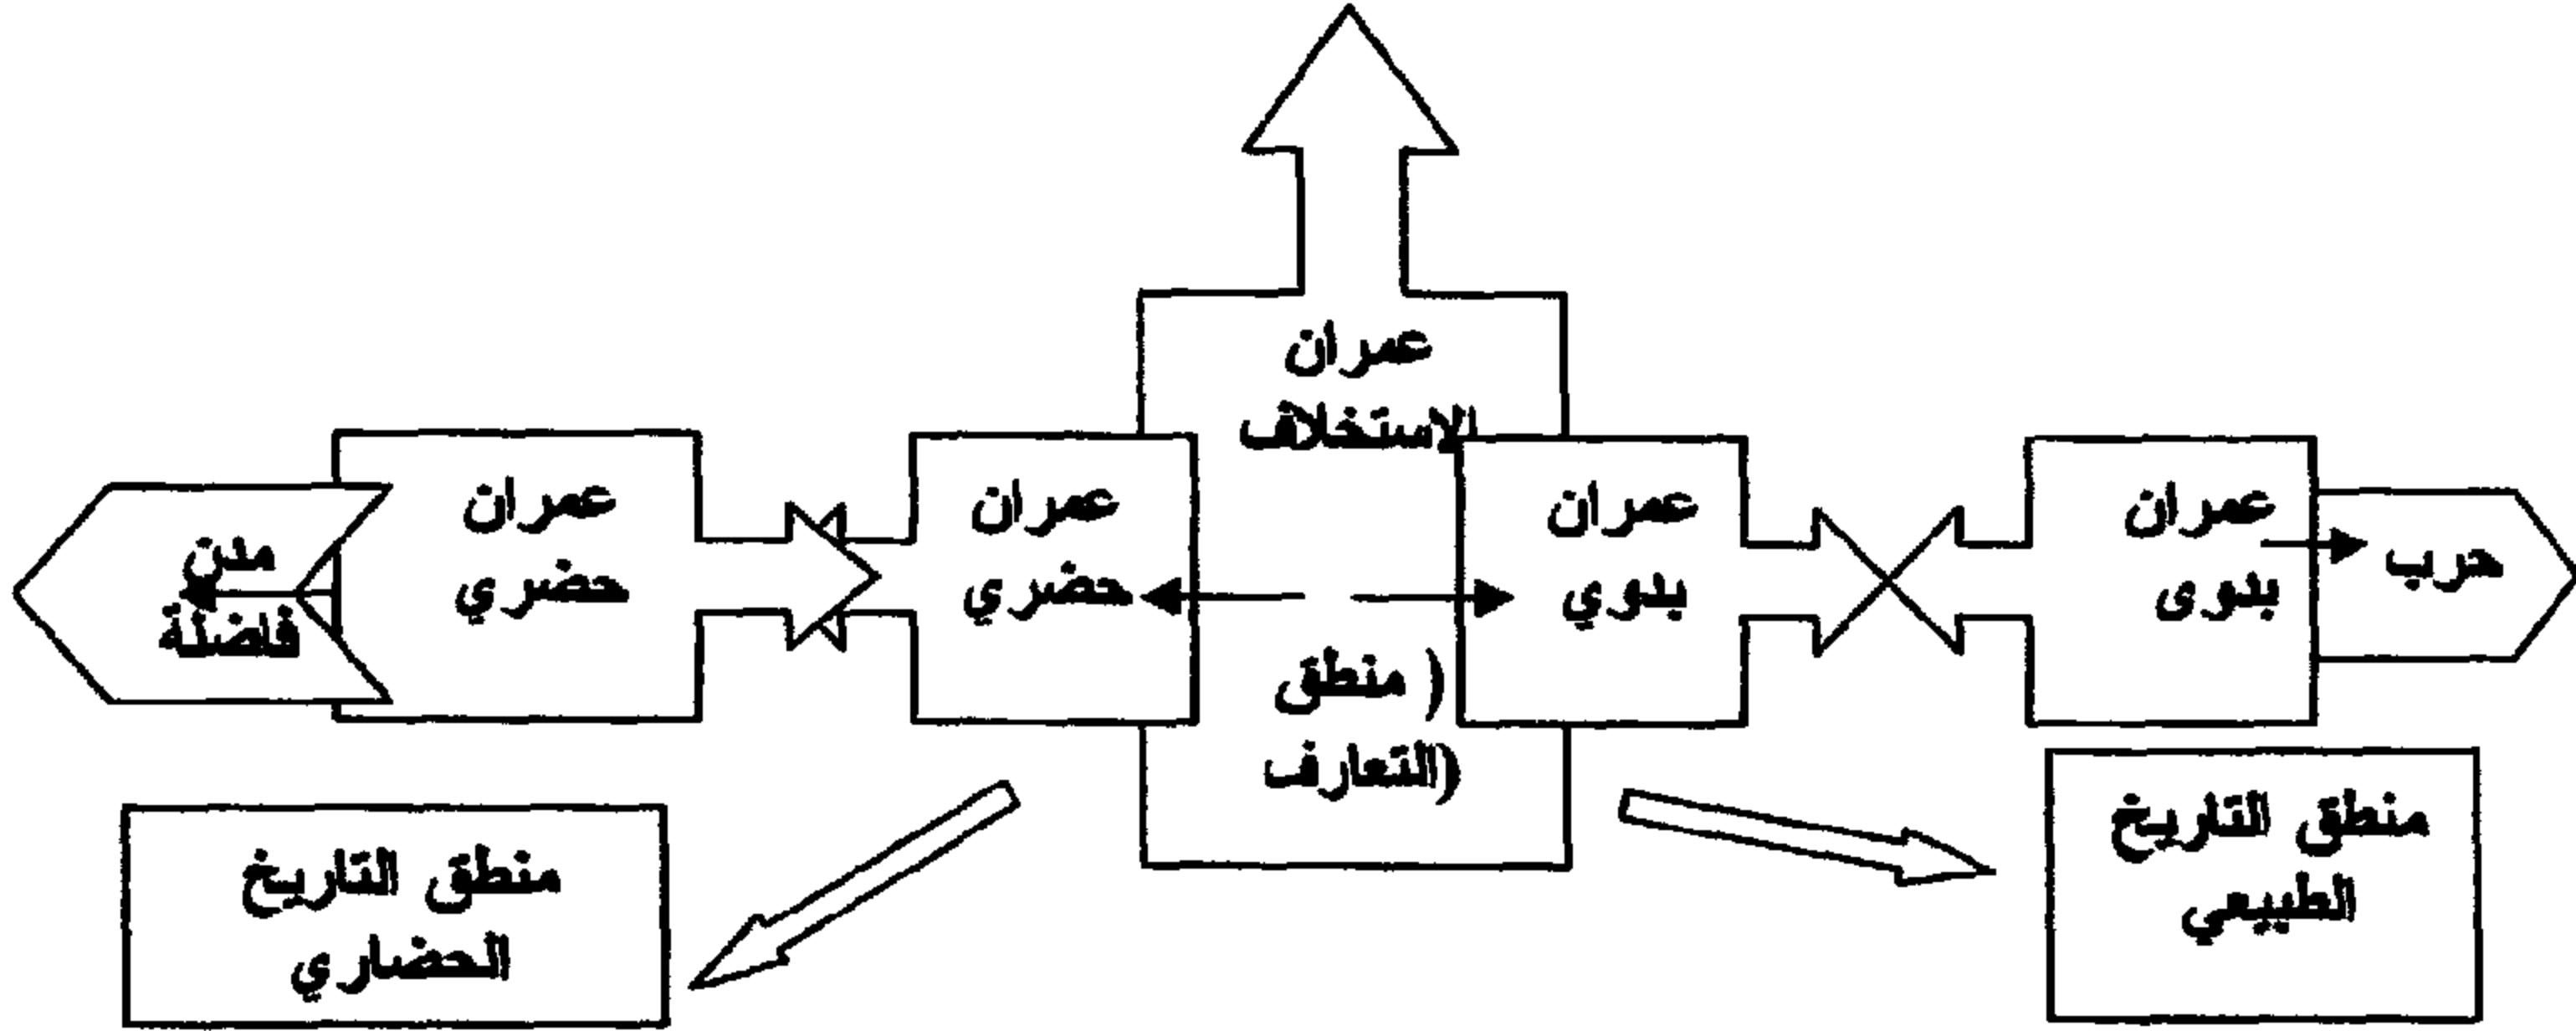 عمران
الاستخلاف
( منطق
التعارف)
عمران
بدوي
عمران
بدوى
حرب
عمران
حضري
عمران
حضري
مدن
فاضلة
منطق التاريخ
الطبيعي
منطق التاريخ
الحضاري